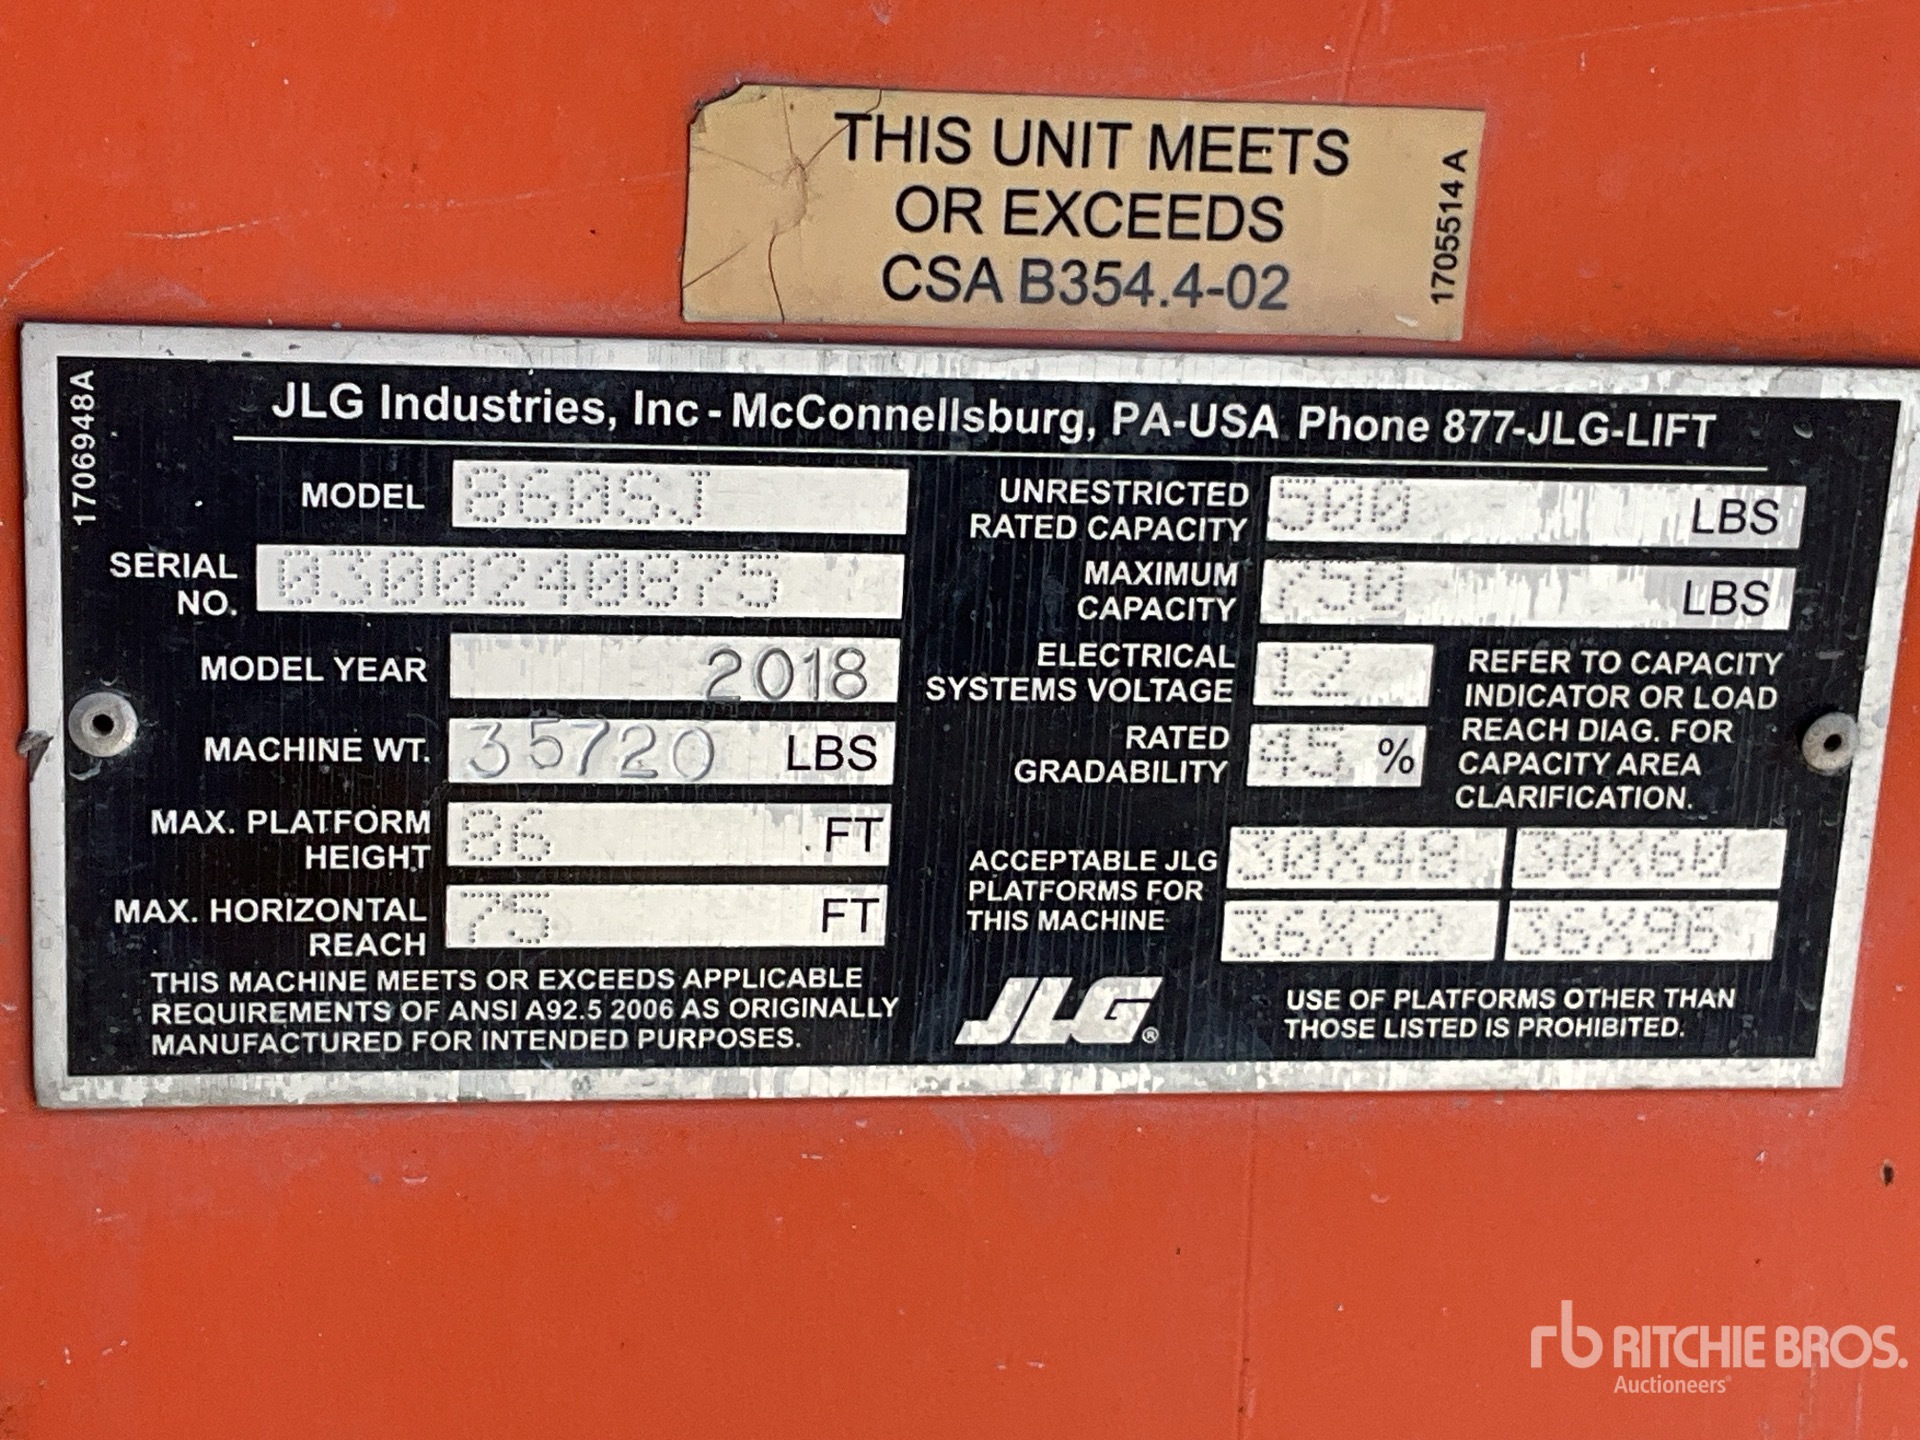 THIS UNIT MEETS
OR EXCEEDS
CSA B354.4-02
1705514 A
1706948A
JLG Industries, Inc - McConnellsburg, PA-USA Phone 877-JLG-LIFT
MODEL 860SJ
SERIAL
NO. 0300240675
MODEL YEAR 2018
MACHINE WT. 35720 LBS
MAX. PLATFORM
HEIGHT 86 FT
MAX. HORIZONTAL
REACH 75 FT
THIS MACHINE MEETS OR EXCEEDS APPLICABLE
REQUIREMENTS OF ANSI A92.5 2006 AS ORIGINALLY
MANUFACTURED FOR INTENDED PURPOSES.
UNRESTRICTED
RATED CAPACITY 500 LBS
MAXIMUM
CAPACITY 750 LBS
ELECTRICAL
SYSTEMS VOLTAGE 12
RATED
GRADABILITY 45 %
REFER TO CAPACITY
INDICATOR OR LOAD
REACH DIAG. FOR
CAPACITY AREA
CLARIFICATION.
ACCEPTABLE JLG
PLATFORMS FOR
THIS MACHINE
30X48 30X60
36X72 36X96
JLG®
USE OF PLATFORMS OTHER THAN
THOSE LISTED IS PROHIBITED.
rb RITCHIE BROS.
Auctioneers